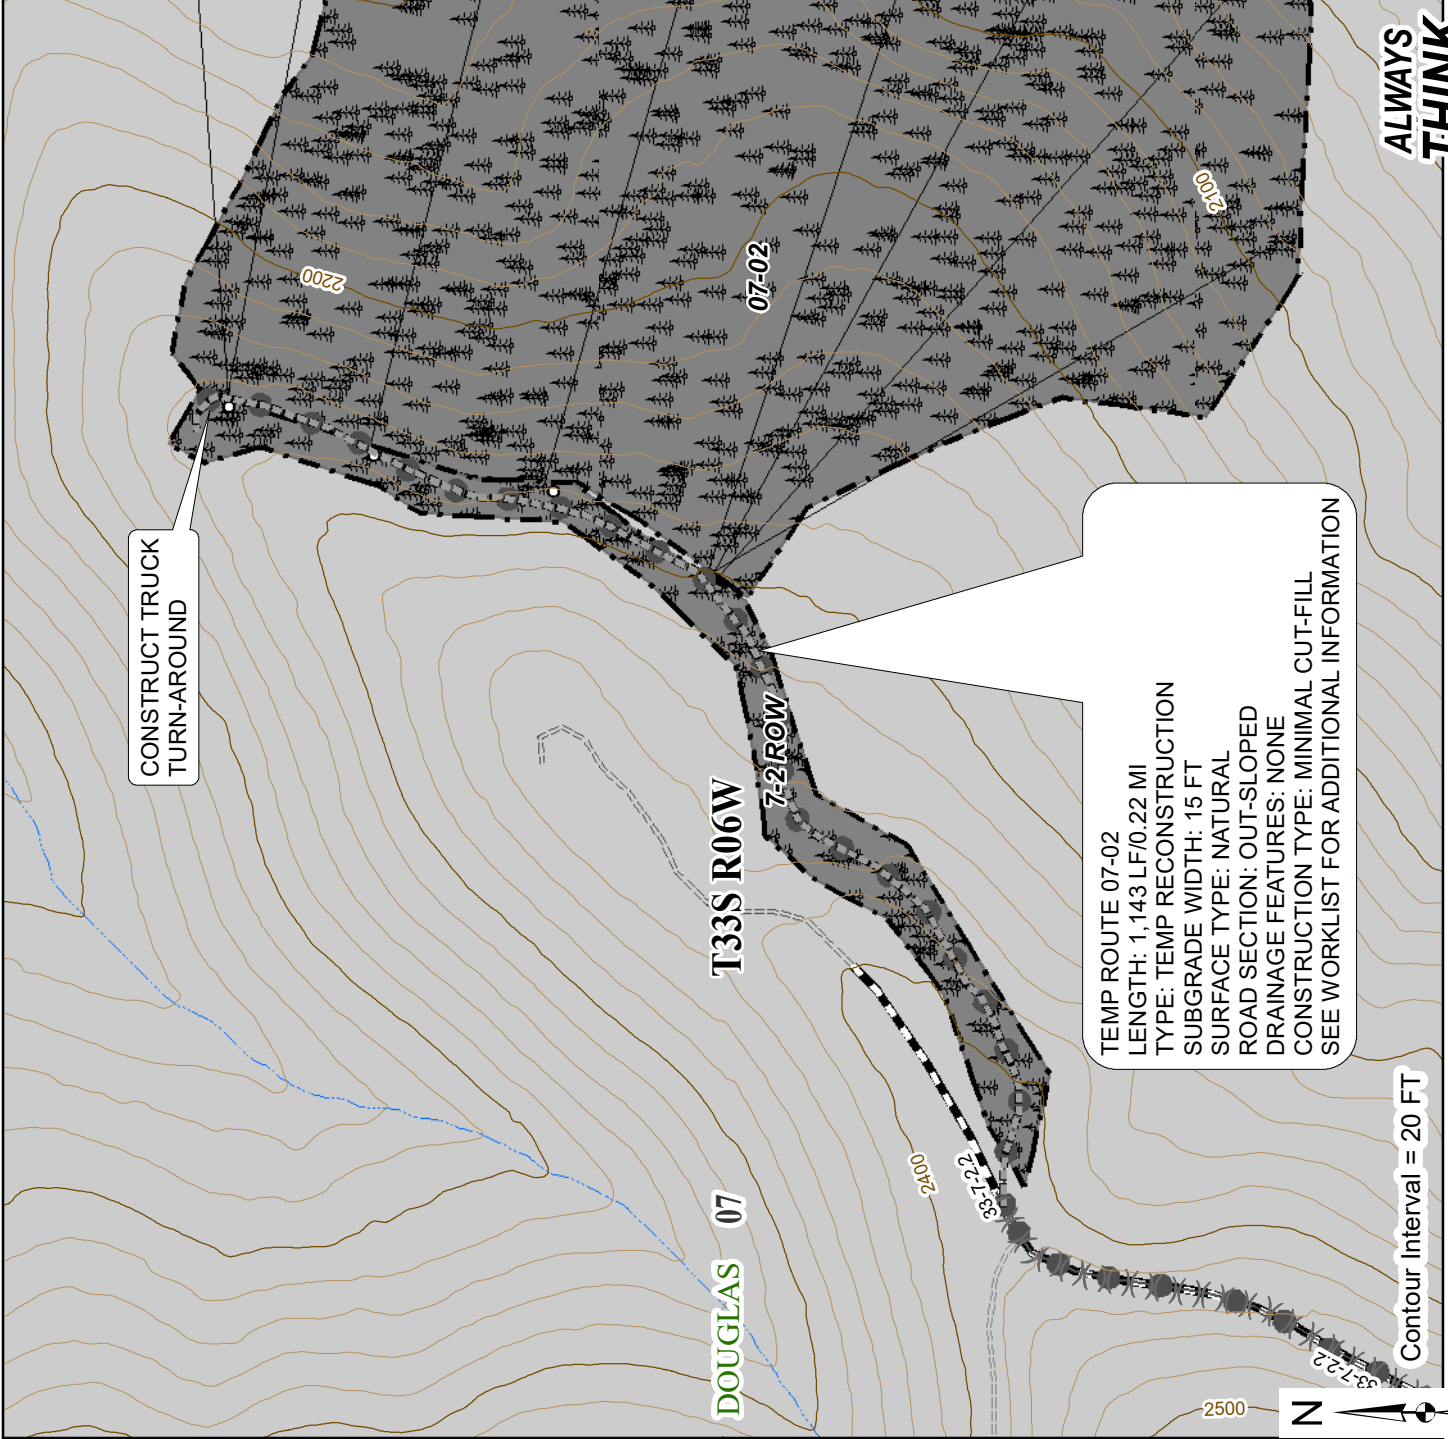 CONSTRUCT TRUCK
TURN-AROUND
2200
07-02
2100
ALWAYS
THINK
T33S R06W
7-2 ROW
DOUGLAS
07
TEMP ROUTE 07-02
LENGTH: 1,143 LF/0.22 MI
TYPE: TEMP RECONSTRUCTION
SUBGRADE WIDTH: 15 FT
SURFACE TYPE: NATURAL
ROAD SECTION: OUT-SLOPED
DRAINAGE FEATURES: NONE
CONSTRUCTION TYPE: MINIMAL CUT-FILL
SEE WORKLIST FOR ADDITIONAL INFORMATION
2400
33-7-2.2
33-7-2.2
2500
Contour Interval = 20 FT
N